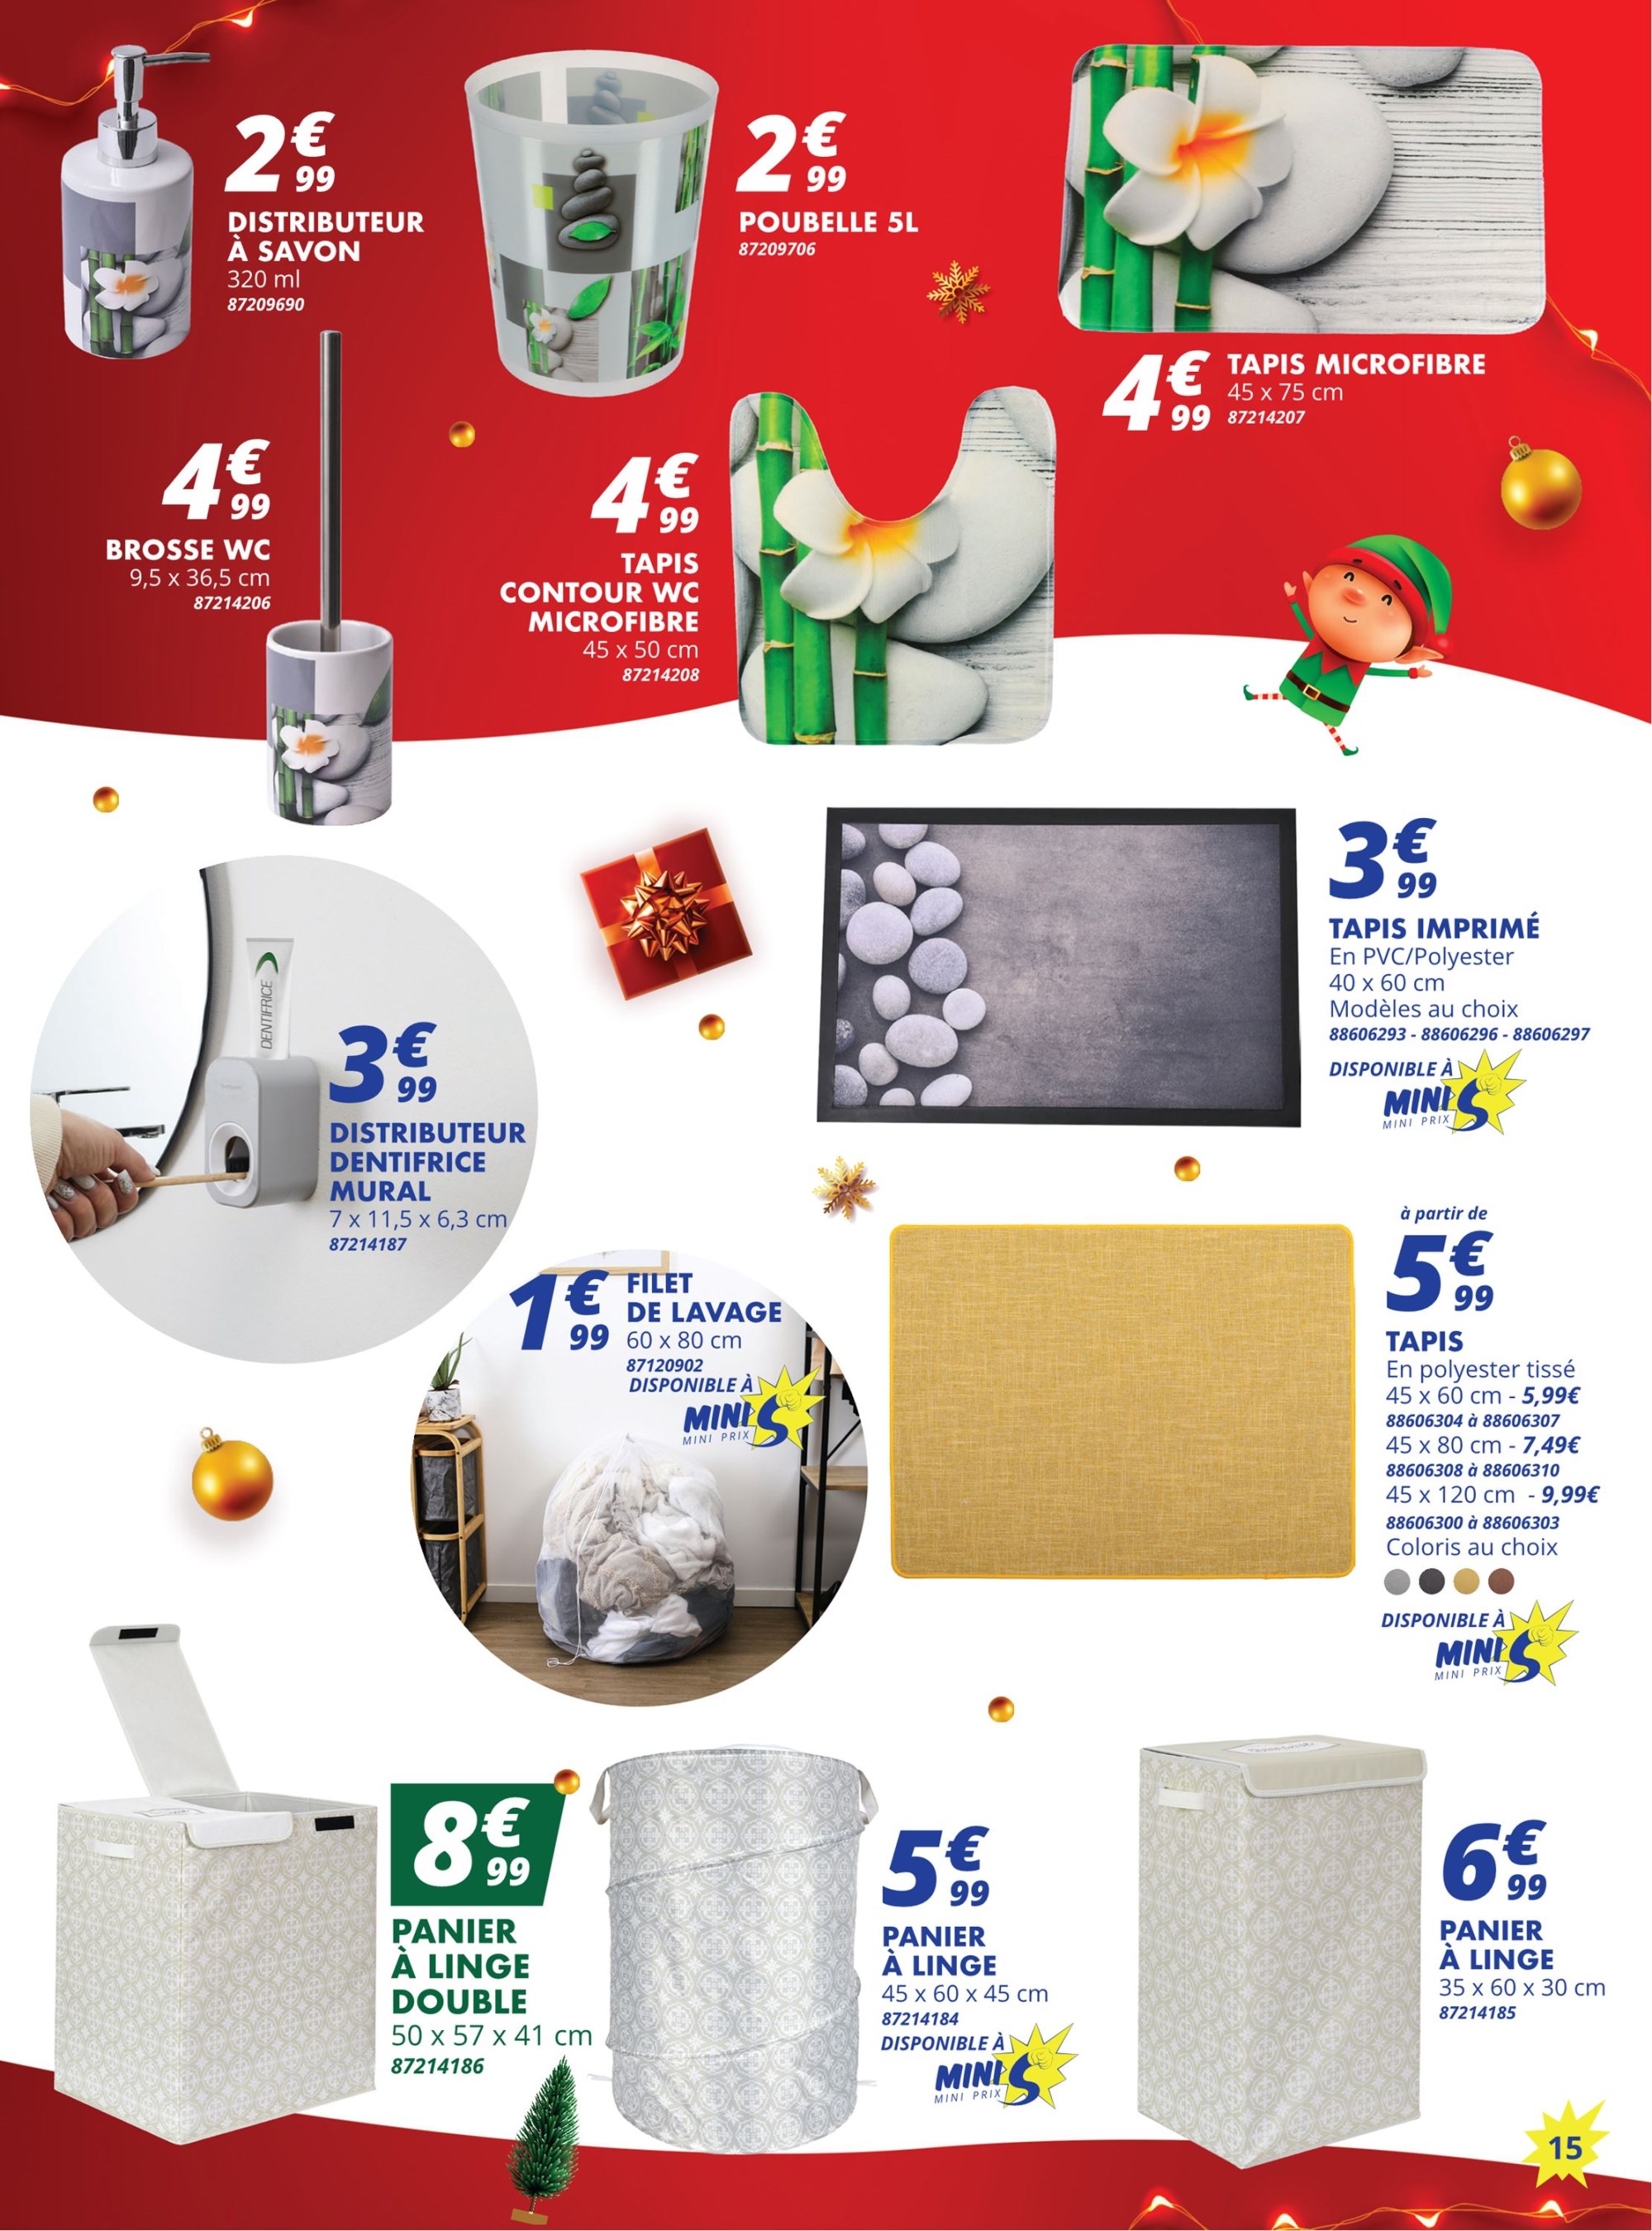 2€99
DISTRIBUTEUR
À SAVON
320 ml
87209690
2€99
POUBELLE 5L
87209706
4€99
TAPIS MICROFIBRE
45 x 75 cm
87214207
4€99
BROSSE WC
9,5 x 36,5 cm
87214206
4€99
TAPIS
CONTOUR WC
MICROFIBRE
45 x 50 cm
87214208
3€99
TAPIS IMPRIMÉ
En PVC/Polyester
40 x 60 cm
Modèles au choix
88606293 - 88606296 - 88606297
DISPONIBLE À
MINI S
MINI PRIX
DENTIFRICE
3€99
DISTRIBUTEUR
DENTIFRICE
MURAL
7 x 11,5 x 6,3 cm
87214187
1€99
FILET
DE LAVAGE
60 x 80 cm
87120902
DISPONIBLE À
MINI S
MINI PRIX
à partir de
5€99
TAPIS
En polyester tissé
45 x 60 cm - 5,99€
88606304 à 88606307
45 x 80 cm - 7,49€
88606308 à 88606310
45 x 120 cm - 9,99€
88606300 à 88606303
Coloris au choix
DISPONIBLE À
MINI S
MINI PRIX
8€99
PANIER
À LINGE
DOUBLE
50 x 57 x 41 cm
87214186
5€99
PANIER
À LINGE
45 x 60 x 45 cm
87214184
DISPONIBLE À
MINI S
MINI PRIX
6€99
PANIER
À LINGE
35 x 60 x 30 cm
87214185
15